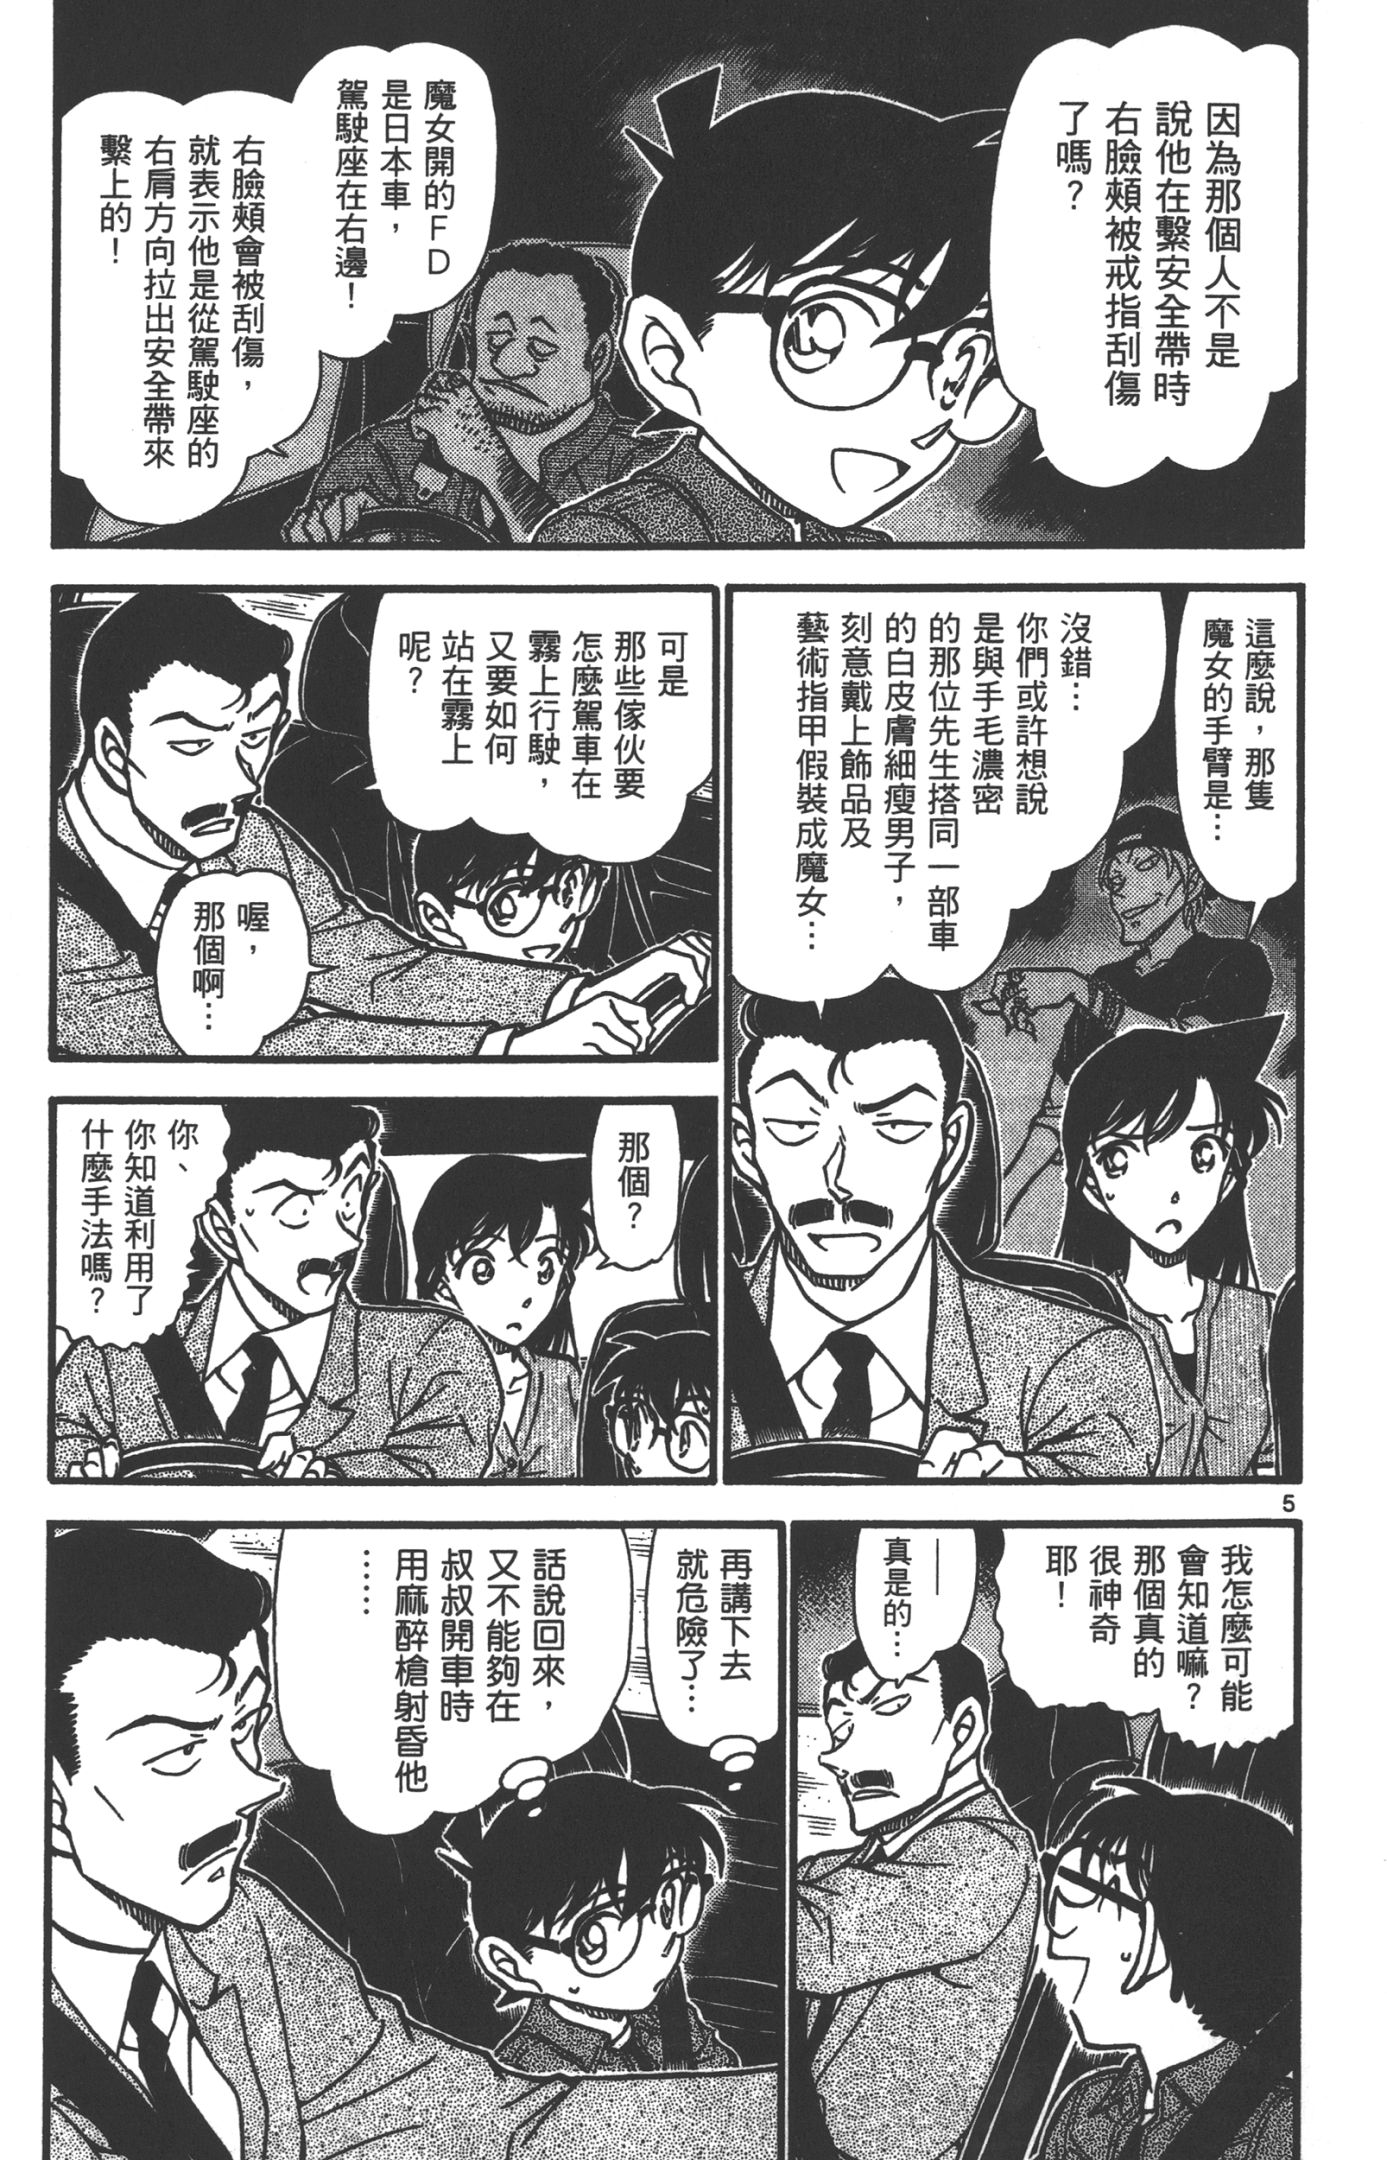 因為那個人不是
說他在繫安全帶時
右臉頰被戒指刮傷
了嗎？
魔女開的ＦＤ
是日本車，
駕駛座在右邊！
右臉頰會被刮傷，
就表示他是從駕駛座的
右肩方向拉出安全帶來
繫上的！
這麼說，那隻
魔女的手臂是…
沒錯…
你們或許想說
是與手毛濃密
的那位先生搭同一部車
的白皮膚細瘦男子，
刻意戴上飾品及
藝術指甲假裝成魔女…
可是
那些傢伙要
怎麼駕車在
霧上行駛，
又要如何
站在霧上
呢？
喔，
那個啊…
那個？
你、
你知道利用了
什麼手法嗎？
5
我怎麼可能
會知道嘛？
那個真的
很神奇
耶！
——
真是的…
再講下去
就危險了…
話說回來，
又不能夠在
叔叔開車時
用麻醉槍射昏他
……